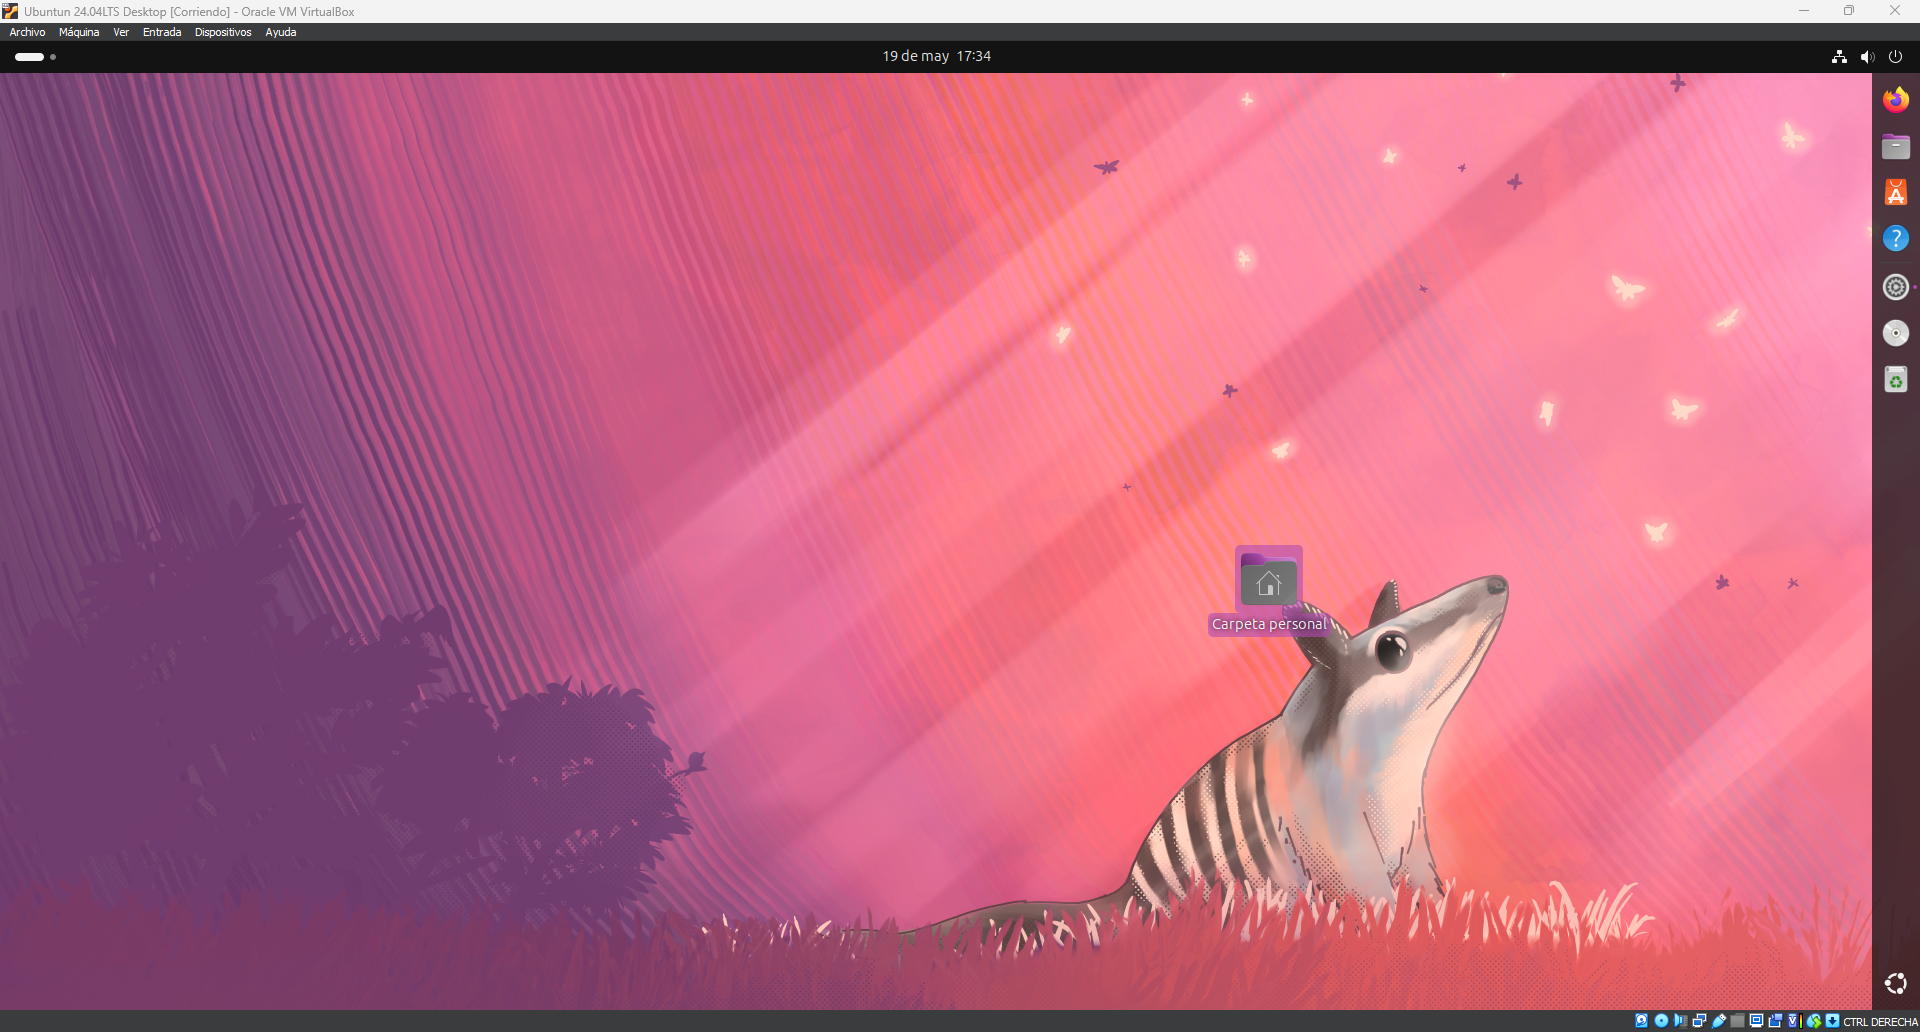 Ubuntun 24.04LTS Desktop [Corriendo] - Oracle VM VirtualBox
Archivo Máquina Ver Entrada Dispositivos Ayuda
19 de may 17:34
Carpeta personal
CTRL DERECHA